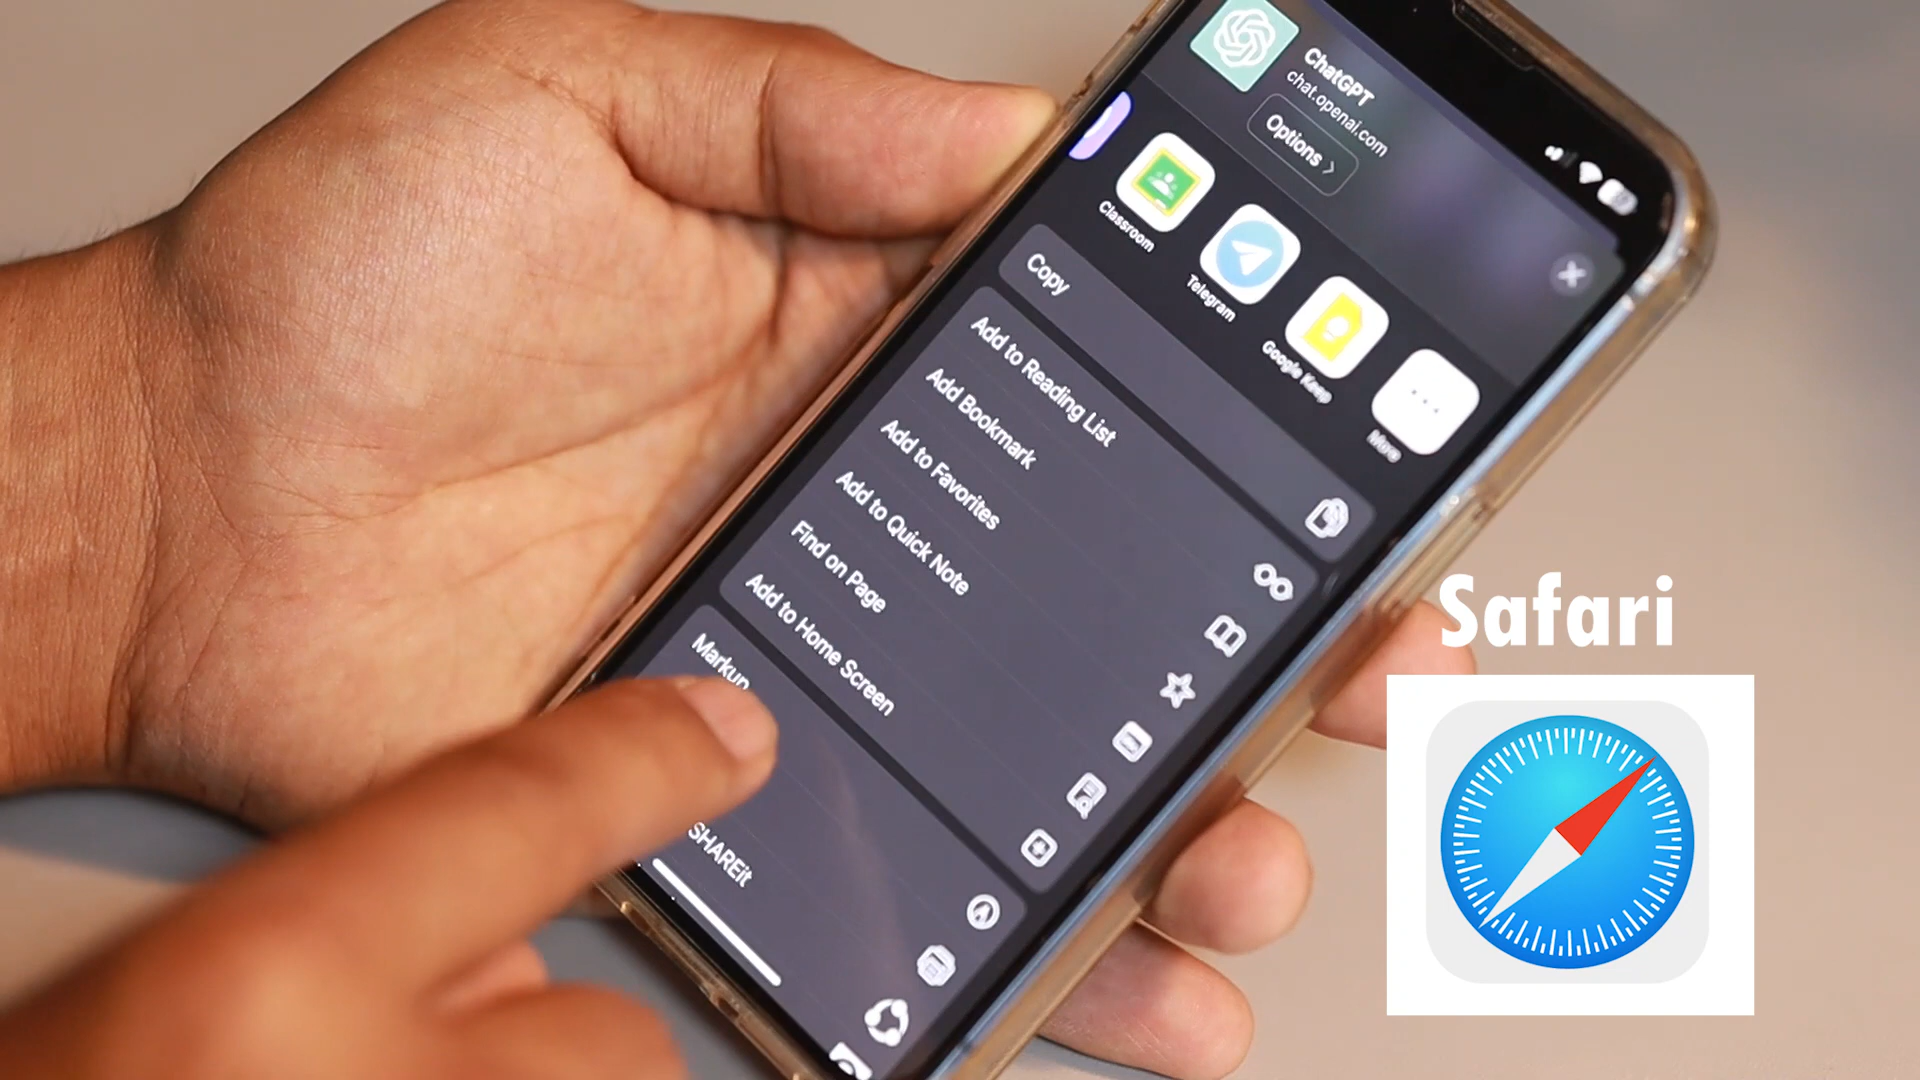 ChatGPT
chat.openai.com
Options
Classroom
Telegram
Google Keep
More
Copy
Add to Reading List
Add Bookmark
Add to Favorites
Add to Quick Note
Find on Page
Add to Home Screen
Markup
SHAREit
Safari